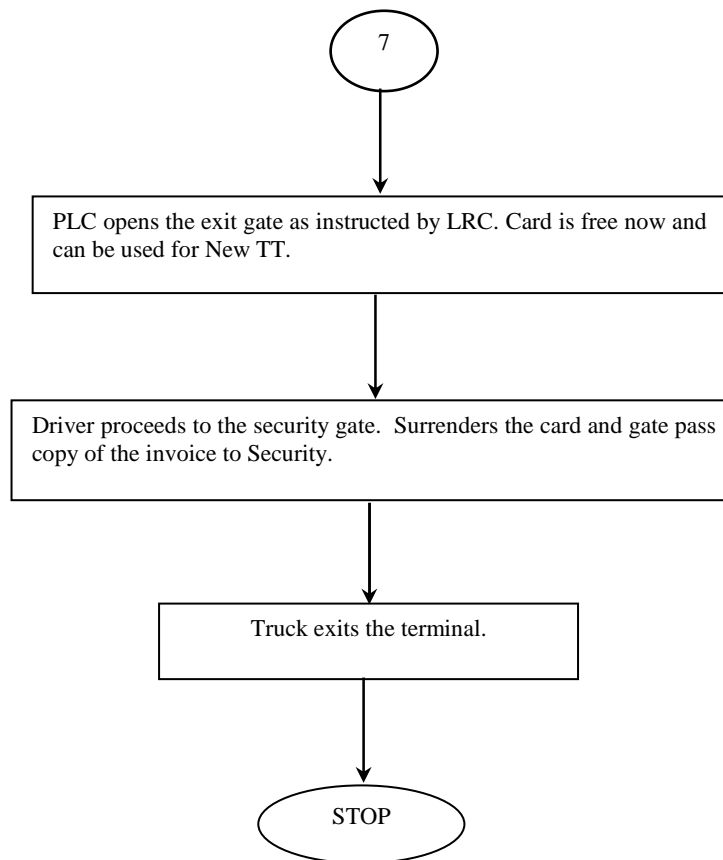 7
PLC opens the exit gate as instructed by LRC. Card is free now and
can be used for New TT.
Driver proceeds to the security gate.  Surrenders the card and gate pass
copy of the invoice to Security.
Truck exits the terminal.
STOP